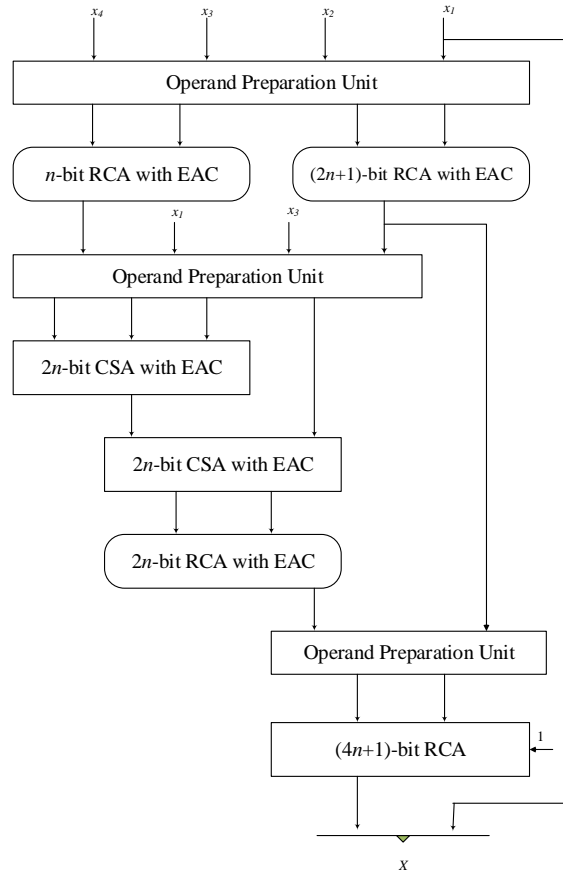 x4 x3 x2 x1
Operand Preparation Unit
n-bit RCA with EAC
(2n+1)-bit RCA with EAC
x1 x3
Operand Preparation Unit
2n-bit CSA with EAC
2n-bit CSA with EAC
2n-bit RCA with EAC
Operand Preparation Unit
(4n+1)-bit RCA
1
X